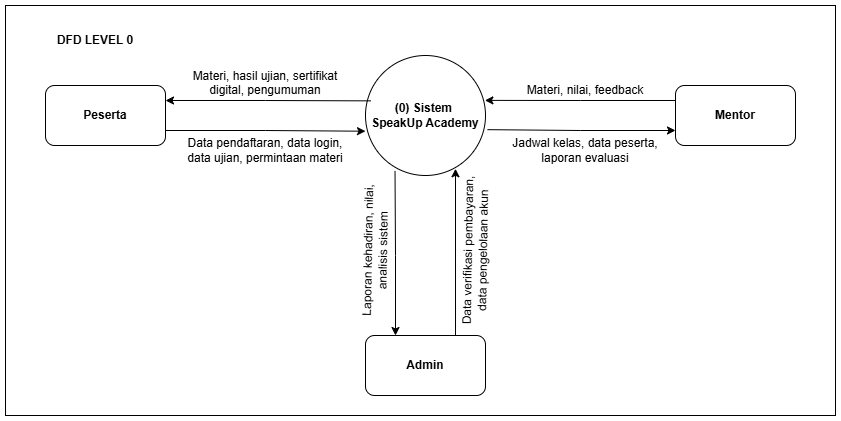 DFD LEVEL 0
Materi, hasil ujian, sertifikat
digital, pengumuman
Peserta
Data pendaftaran, data login,
data ujian, permintaan materi
(0) Sistem
SpeakUp Academy
Materi, nilai, feedback
Mentor
Jadwal kelas, data peserta,
laporan evaluasi
Laporan kehadiran, nilai,
analisis sistem
Data verifikasi pembayaran,
data pengelolaan akun
Admin